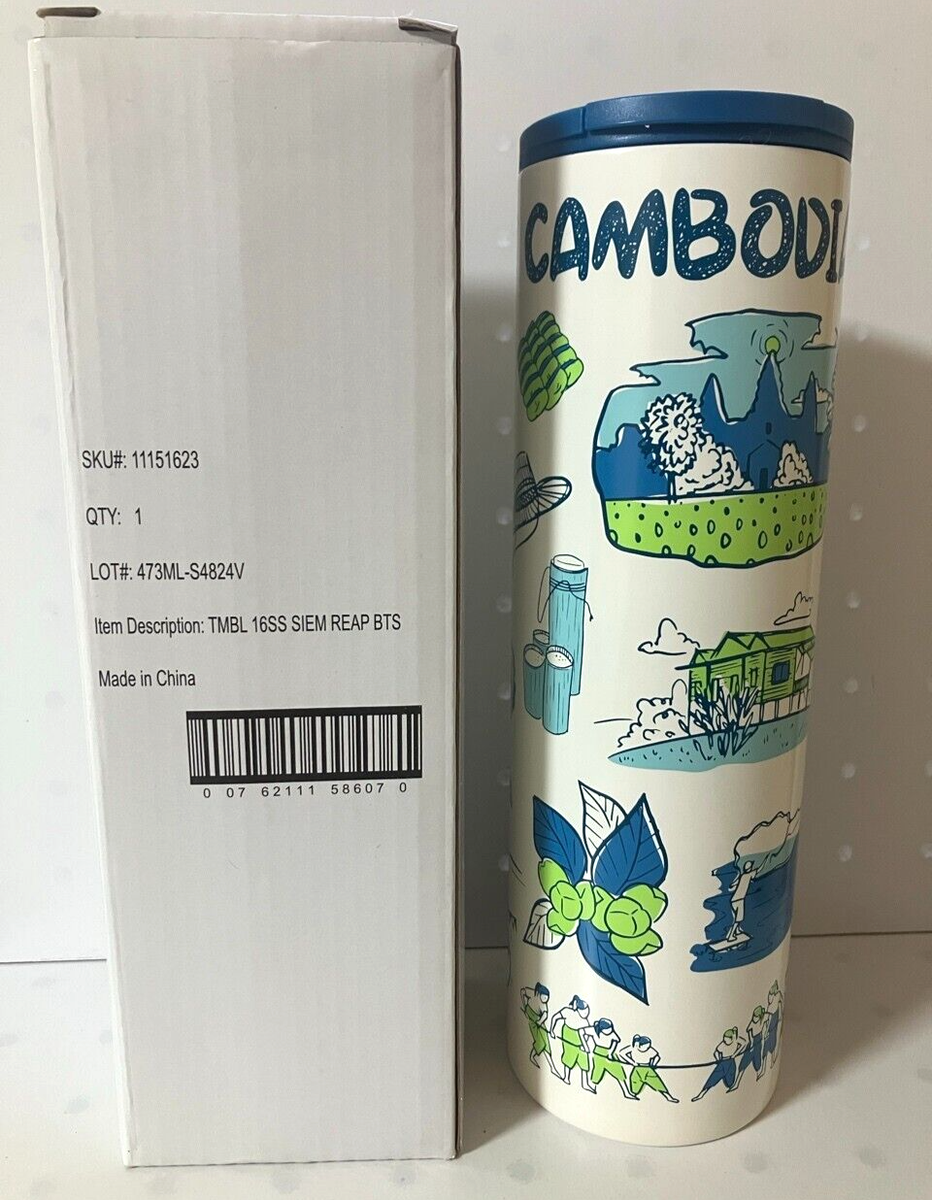 SKU#: 11151623
QTY: 1
LOT#: 473ML-S4824V
Item Description: TMBL 16SS SIEM REAP BTS
Made in China
0 07 62111 58607 0
CAMBODI